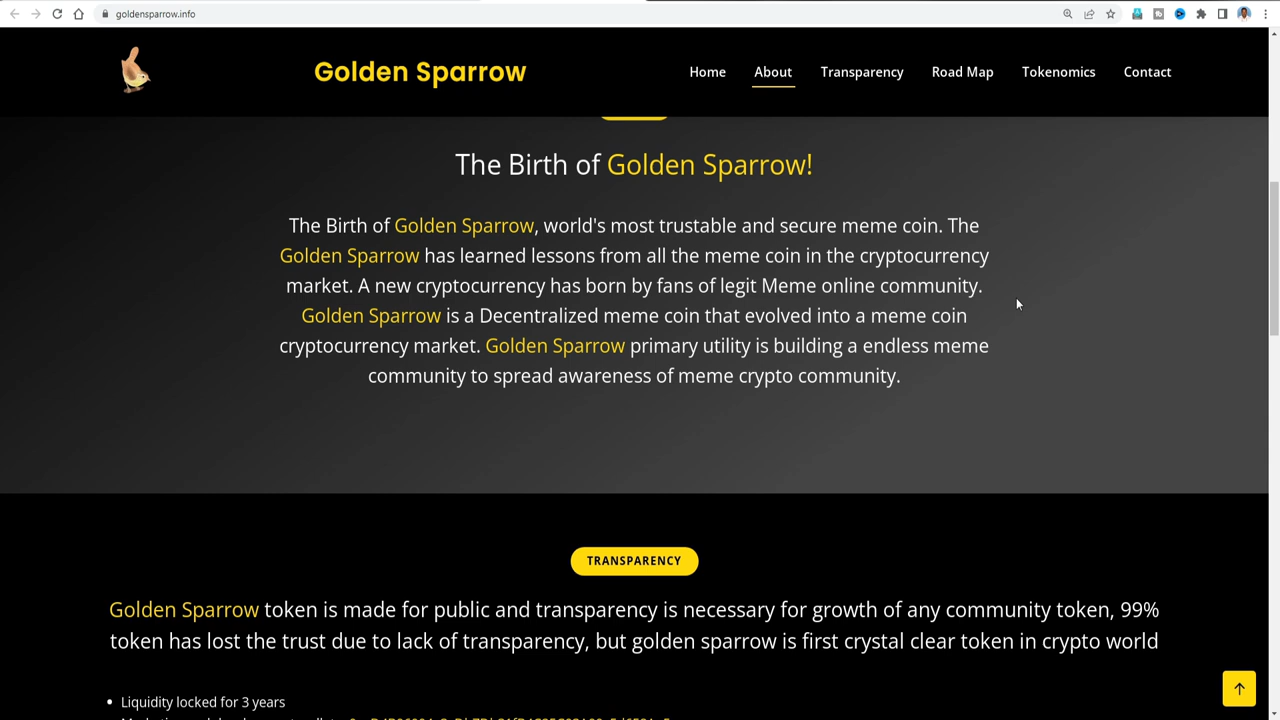 goldensparrow.info
Golden Sparrow
Home About Transparency Road Map Tokenomics Contact
The Birth of Golden Sparrow!
The Birth of Golden Sparrow, world's most trustable and secure meme coin. The
Golden Sparrow has learned lessons from all the meme coin in the cryptocurrency
market. A new cryptocurrency has born by fans of legit Meme online community.
Golden Sparrow is a Decentralized meme coin that evolved into a meme coin
cryptocurrency market. Golden Sparrow primary utility is building a endless meme
community to spread awareness of meme crypto community.
TRANSPARENCY
Golden Sparrow token is made for public and transparency is necessary for growth of any community token, 99%
token has lost the trust due to lack of transparency, but golden sparrow is first crystal clear token in crypto world
Liquidity locked for 3 years